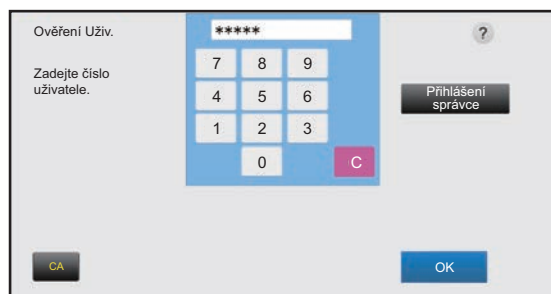 Ověření Uživ.
*****
?
Zadejte číslo
uživatele.
7 8 9
4 5 6
1 2 3
0 C
Přihlášení
správce
CA
OK